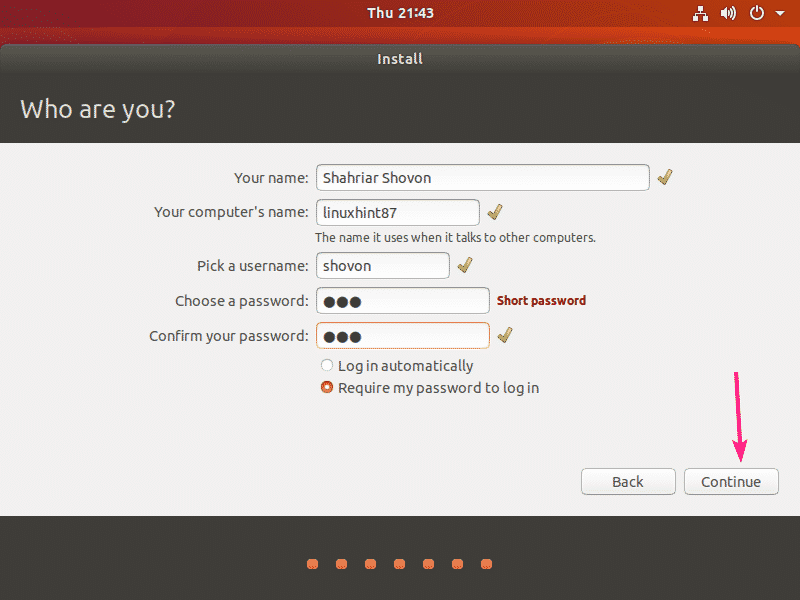 Thu 21:43
Install
Who are you?
Your name: Shahriar Shovon
Your computer's name: linuxhint87
The name it uses when it talks to other computers.
Pick a username: shovon
Choose a password: ●●● Short password
Confirm your password: ●●●
Log in automatically
Require my password to log in
Back Continue